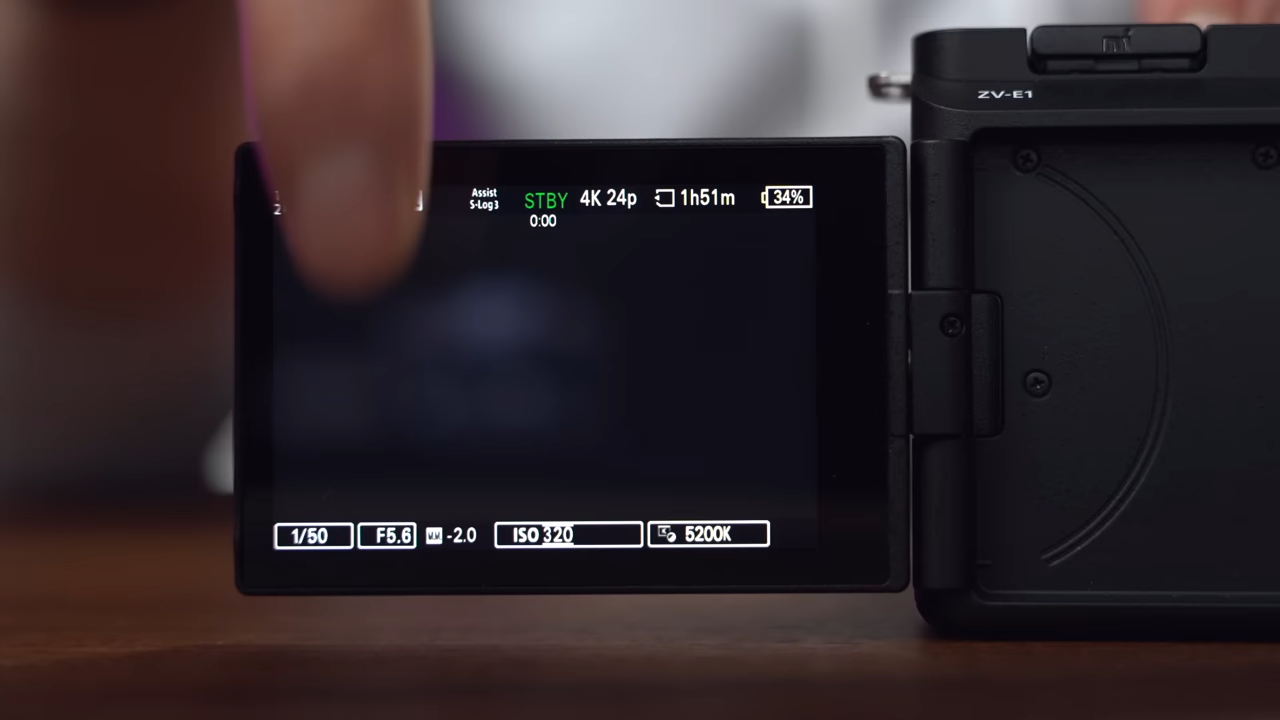 ZV-E1
Assist
S-Log3
STBY 4K 24p 1h51m 34%
0:00
1/50 F5.6 -2.0 ISO 320 5200K